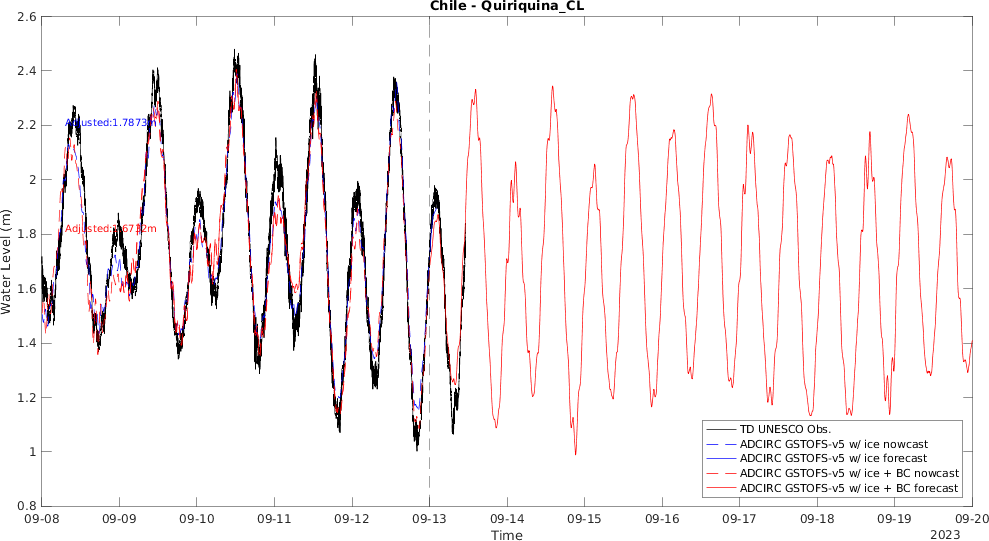 Chile - Quiriquina_CL
2.6
2.4
2.2
2
1.8
1.6
1.4
1.2
1
0.8
Water Level (m)
Adjusted:1.7873m
Adjusted:1.6732m
TD UNESCO Obs.
ADCIRC GSTOFS-v5 w/ ice nowcast
ADCIRC GSTOFS-v5 w/ ice forecast
ADCIRC GSTOFS-v5 w/ ice + BC nowcast
ADCIRC GSTOFS-v5 w/ ice + BC forecast
09-08 09-09 09-10 09-11 09-12 09-13 09-14 09-15 09-16 09-17 09-18 09-19 09-20
Time
2023